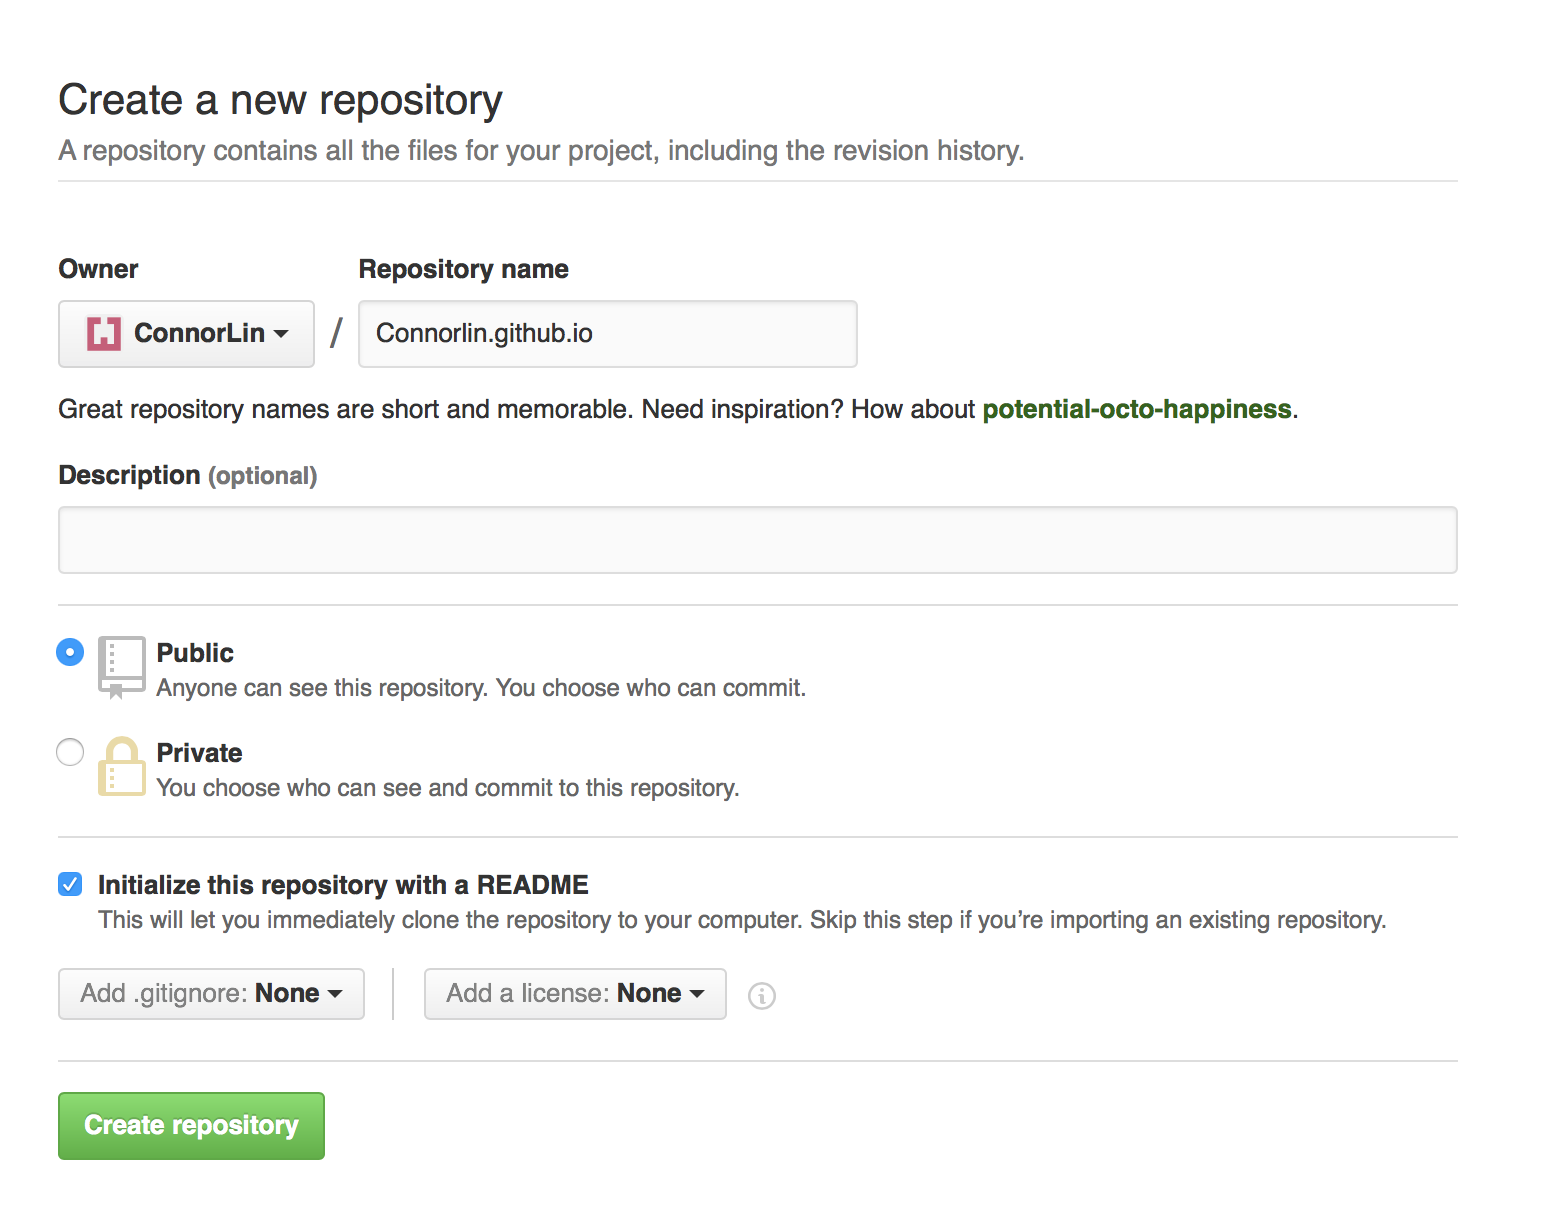 Create a new repository
A repository contains all the files for your project, including the revision history.
Owner Repository name
ConnorLin / Connorlin.github.io
Great repository names are short and memorable. Need inspiration? How about potential-octo-happiness.
Description (optional)
Public
Anyone can see this repository. You choose who can commit.
Private
You choose who can see and commit to this repository.
Initialize this repository with a README
This will let you immediately clone the repository to your computer. Skip this step if you’re importing an existing repository.
Add .gitignore: None Add a license: None
Create repository